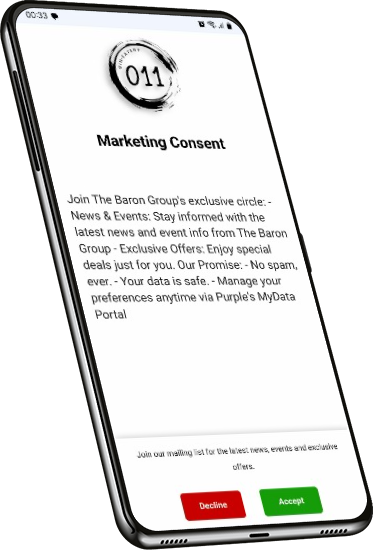 00:33
011
Marketing Consent
Join The Baron Group's exclusive circle: -
News & Events: Stay informed with the
latest news and event info from The Baron
Group - Exclusive Offers: Enjoy special
deals just for you. Our Promise: - No spam,
ever. - Your data is safe. - Manage your
preferences anytime via Purple's MyData
Portal
Join our mailing list for the latest news, events and exclusive
offers.
Decline
Accept